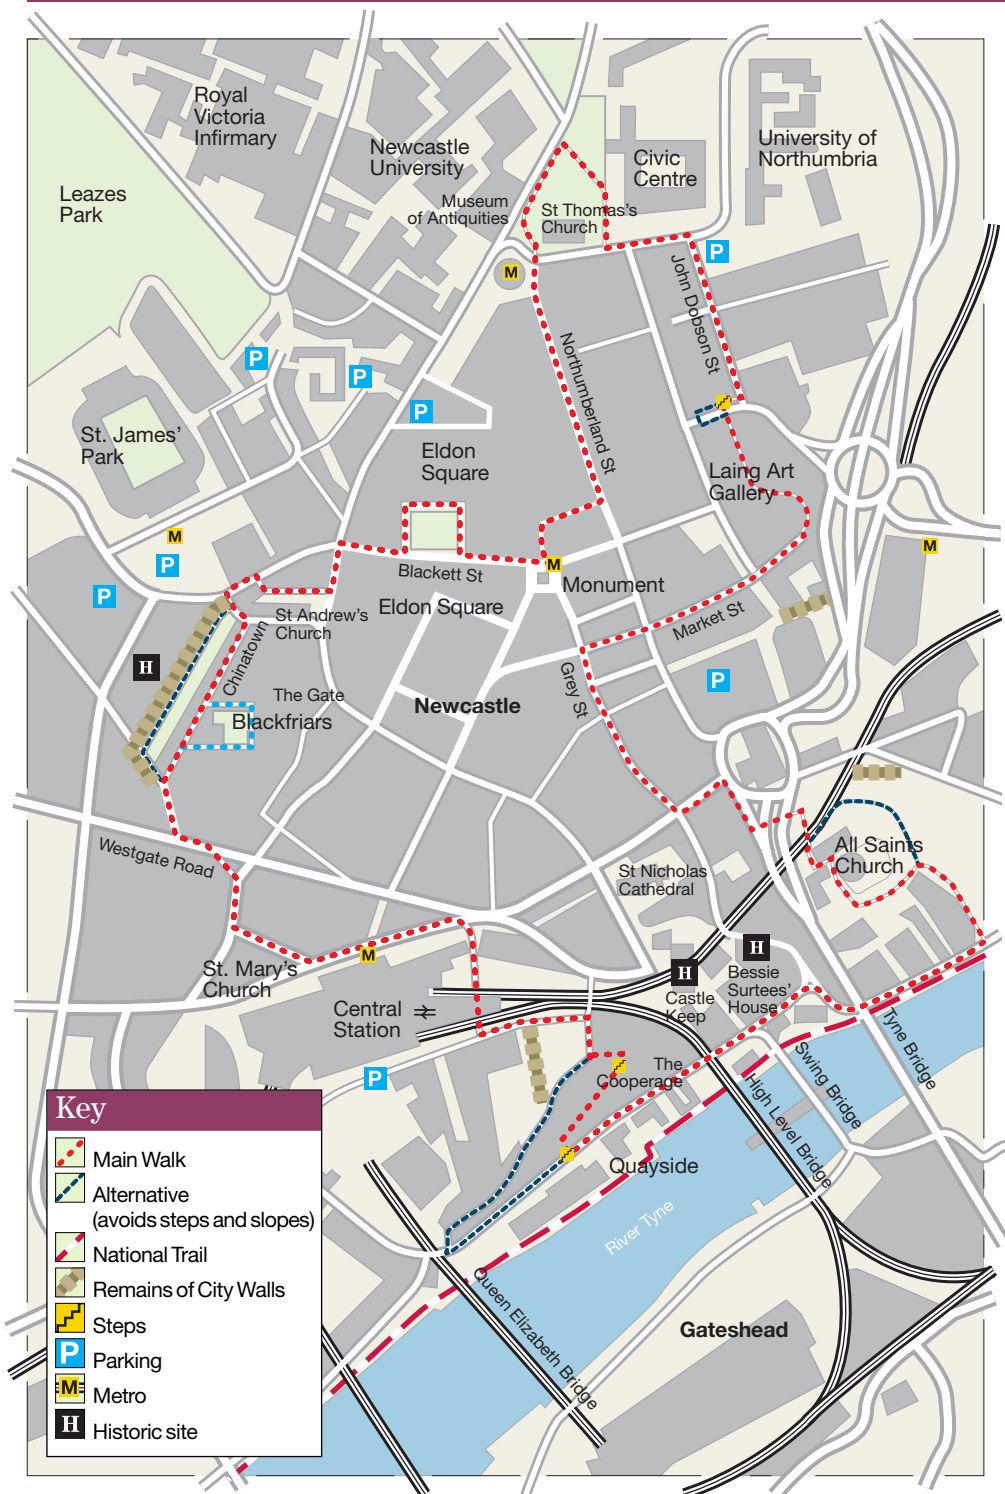 Royal
Victoria
Infirmary
Newcastle
University
University of
Northumbria
Civic
Centre
Leazes
Park
Museum
of Antiquities
St Thomas's
Church
P
M
John Dobson St
Northumberland St
P
P
P
St. James'
Park
Eldon
Square
Laing Art
Gallery
M
P
M
M
Blackett St
Monument
P
Eldon Square
St Andrew's
Church
Market St
H
Chinatown
Grey St
P
The Gate
Blackfriars
Newcastle
Westgate Road
All Saints
Church
St Nicholas
Cathedral
M
H
St. Mary's
Church
H
Bessie
Surtees'
House
Castle
Keep
Central
Station
Tyne Bridge
Swing Bridge
High Level Bridge
The
Cooperage
P
Quayside
River Tyne
Queen Elizabeth Bridge
Gateshead
Key
Main Walk
Alternative
(avoids steps and slopes)
National Trail
Remains of City Walls
Steps
P Parking
M Metro
H Historic site